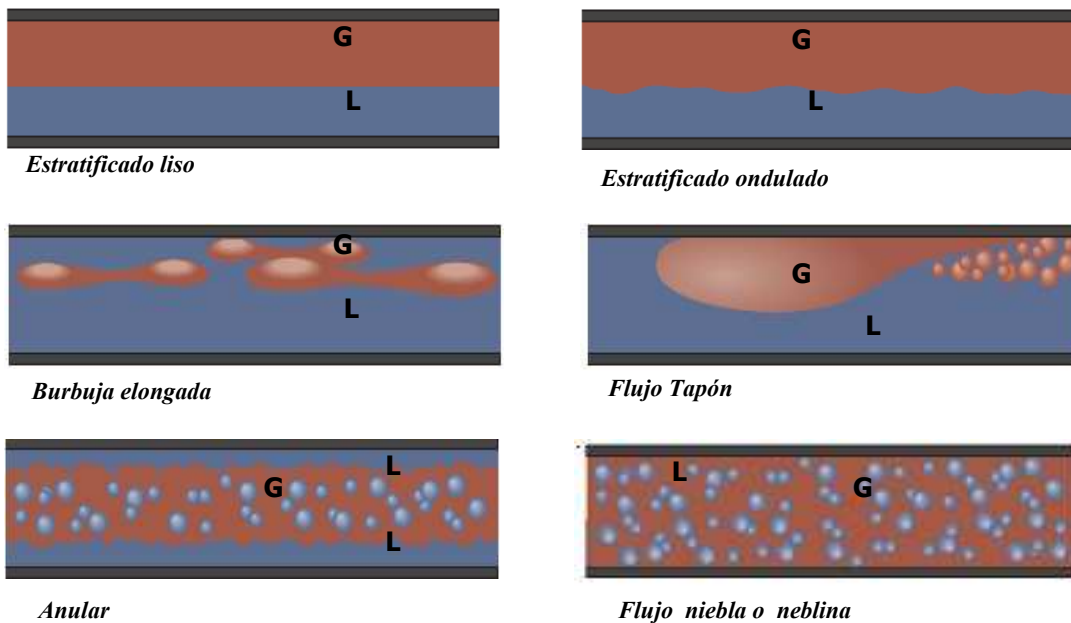 G
L
Estratificado liso
G
L
Estratificado ondulado
G
L
Burbuja elongada
G
L
Flujo Tapón
L
G
L
Anular
L
G
Flujo niebla o neblina